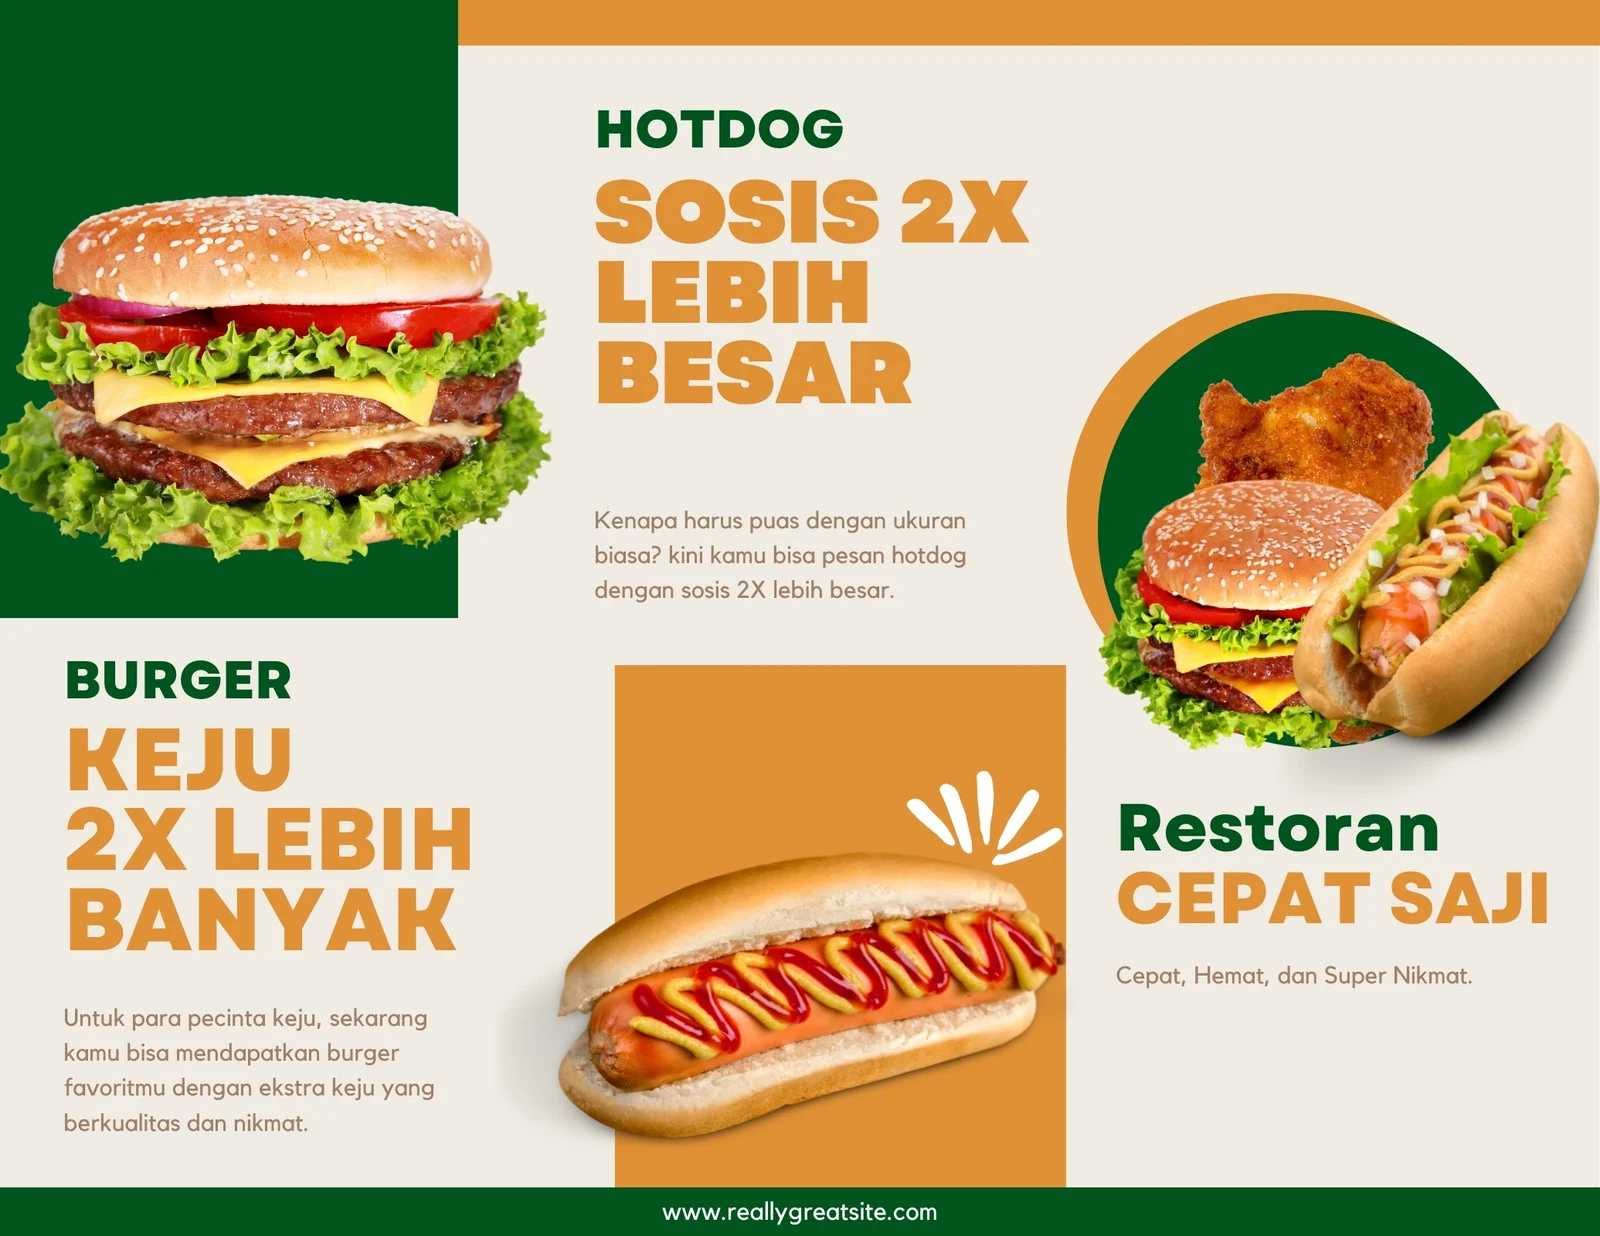 HOTDOG
SOSIS 2X
LEBIH
BESAR
Kenapa harus puas dengan ukuran
biasa? kini kamu bisa pesan hotdog
dengan sosis 2X lebih besar.
BURGER
KEJU
2X LEBIH
BANYAK
Untuk para pecinta keju, sekarang
kamu bisa mendapatkan burger
favoritmu dengan ekstra keju yang
berkualitas dan nikmat.
Restoran
CEPAT SAJI
Cepat, Hemat, dan Super Nikmat.
www.reallygreatsite.com